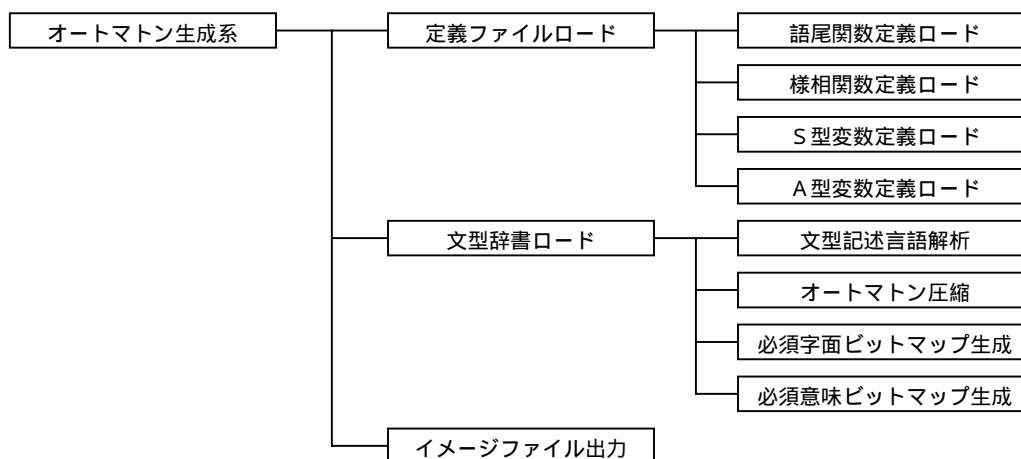 オートマトン生成系
定義ファイルロード
語尾関数定義ロード
様相関数定義ロード
Ｓ型変数定義ロード
Ａ型変数定義ロード
文型辞書ロード
文型記述言語解析
オートマトン圧縮
必須字面ビットマップ生成
必須意味ビットマップ生成
イメージファイル出力